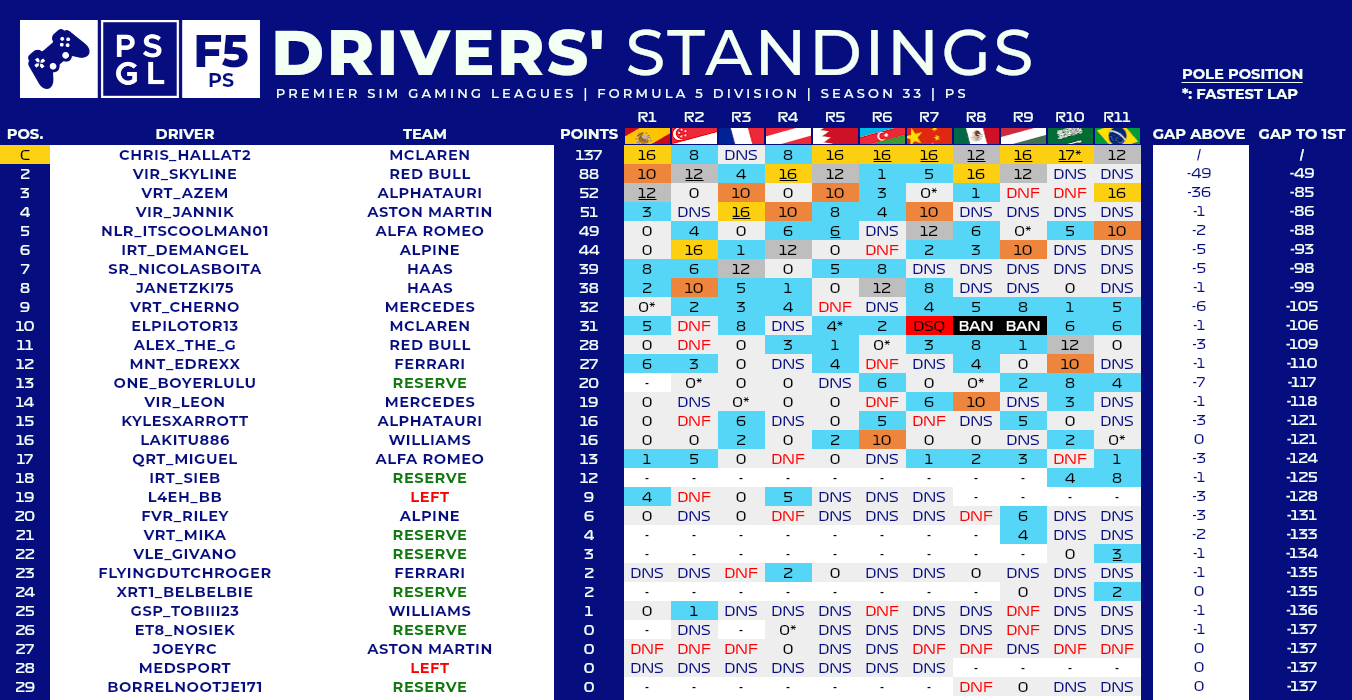 PS GL F5 PS DRIVERS' STANDINGS
PREMIER SIM GAMING LEAGUES | FORMULA 5 DIVISION | SEASON 33 | PS
POLE POSITION
*: FASTEST LAP
R1 R2 R3 R4 R5 R6 R7 R8 R9 R10 R11
POS. DRIVER TEAM POINTS GAP ABOVE GAP TO 1ST
C CHRIS_HALLAT2 MCLAREN 137 16 8 DNS 8 16 16 16 12 16 17* 12 / /
2 VIR_SKYLINE RED BULL 88 10 12 4 16 12 1 5 16 12 DNS DNS -49 -49
3 VRT_AZEM ALPHATAURI 52 12 0 10 0 10 3 0* 1 DNF DNF 16 -36 -85
4 VIR_JANNIK ASTON MARTIN 51 3 DNS 16 10 8 4 10 DNS DNS DNS DNS -1 -86
5 NLR_ITSCOOLMAN01 ALFA ROMEO 49 0 4 0 6 6 DNS 12 6 0* 5 10 -2 -88
6 IRT_DEMANGEL ALPINE 44 0 16 1 12 0 DNF 2 3 10 DNS DNS -5 -93
7 SR_NICOLASBOITA HAAS 39 8 6 12 0 5 8 DNS DNS DNS DNS DNS -5 -98
8 JANETZKI75 HAAS 38 2 10 5 1 0 12 8 DNS DNS 0 DNS -1 -99
9 VRT_CHERNO MERCEDES 32 0* 2 3 4 DNF DNS 4 5 8 1 5 -6 -105
10 ELPILOTOR13 MCLAREN 31 5 DNF 8 DNS 4* 2 DSQ BAN BAN 6 6 -1 -106
11 ALEX_THE_G RED BULL 28 0 DNF 0 3 1 0* 3 8 1 12 0 -3 -109
12 MNT_EDREXX FERRARI 27 6 3 0 DNS 4 DNF DNS 4 0 10 DNS -1 -110
13 ONE_BOYERLULU RESERVE 20 - 0* 0 0 DNS 6 0 0* 2 8 4 -7 -117
14 VIR_LEON MERCEDES 19 0 DNS 0* 0 0 DNF 6 10 DNS 3 DNS -1 -118
15 KYLESXARROTT ALPHATAURI 16 0 DNF 6 DNS 0 5 DNF DNS 5 0 DNS -3 -121
16 LAKITU886 WILLIAMS 16 0 0 2 0 2 10 0 0 DNS 2 0* 0 -121
17 QRT_MIGUEL ALFA ROMEO 13 1 5 0 DNF 0 DNS 1 2 3 DNF 1 -3 -124
18 IRT_SIEB RESERVE 12 - - - - - - - - - 4 8 -1 -125
19 L4EH_BB LEFT 9 4 DNF 0 5 DNS DNS DNS - - - - -3 -128
20 FVR_RILEY ALPINE 6 0 DNS 0 DNF DNS DNS DNS DNF 6 DNS DNS -3 -131
21 VRT_MIKA RESERVE 4 - - - - - - - - 4 DNS DNS -2 -133
22 VLE_GIVANO RESERVE 3 - - - - - - - - - 0 3 -1 -134
23 FLYINGDUTCHROGER FERRARI 2 DNS DNS DNF 2 0 DNS DNS 0 DNS DNS DNS -1 -135
24 XRT1_BELBELBIE RESERVE 2 - - - - - - - - 0 DNS 2 0 -135
25 GSP_TOBIII23 WILLIAMS 1 0 1 DNS DNS DNS DNF DNS DNS DNF DNS DNS -1 -136
26 ET8_NOSIEK RESERVE 0 - DNS - 0* DNS DNS DNS DNS DNF DNS DNS -1 -137
27 JOEYRC ASTON MARTIN 0 DNF DNF DNF 0 DNS DNS DNF DNF DNS DNF DNF 0 -137
28 MEDSPORT LEFT 0 DNS DNS DNS DNS DNS DNS DNS - - - - 0 -137
29 BORRELNOOTJE171 RESERVE 0 - - - - - - - DNF 0 DNS DNS 0 -137